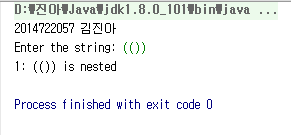 D:\진아\Java\jdk1.8.0_101\bin\java ...
2014722057 김진아
Enter the string: (())
1: (()) is nested
Process finished with exit code 0